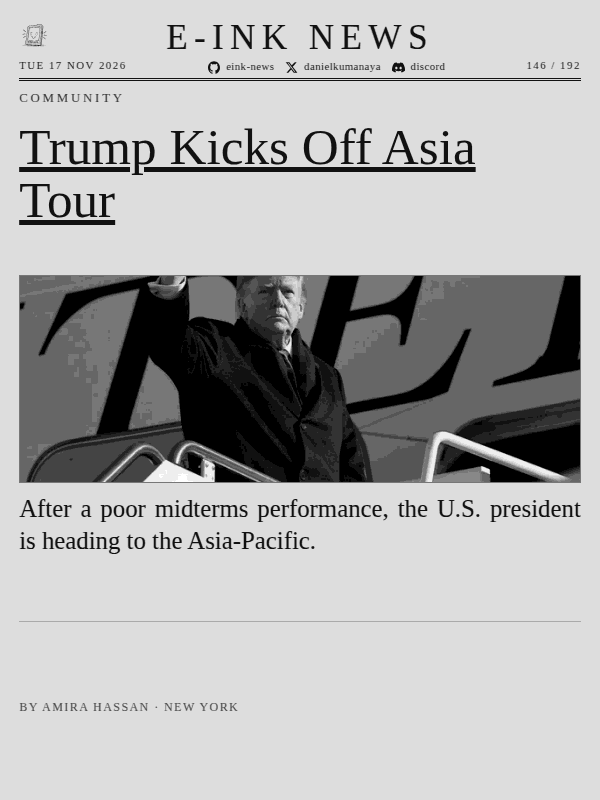 E-INK NEWS
TUE 17 NOV 2026
eink-news danielkumanaya discord
146 / 192
COMMUNITY
Trump Kicks Off Asia
Tour
After a poor midterms performance, the U.S. president
is heading to the Asia-Pacific.
BY AMIRA HASSAN · NEW YORK